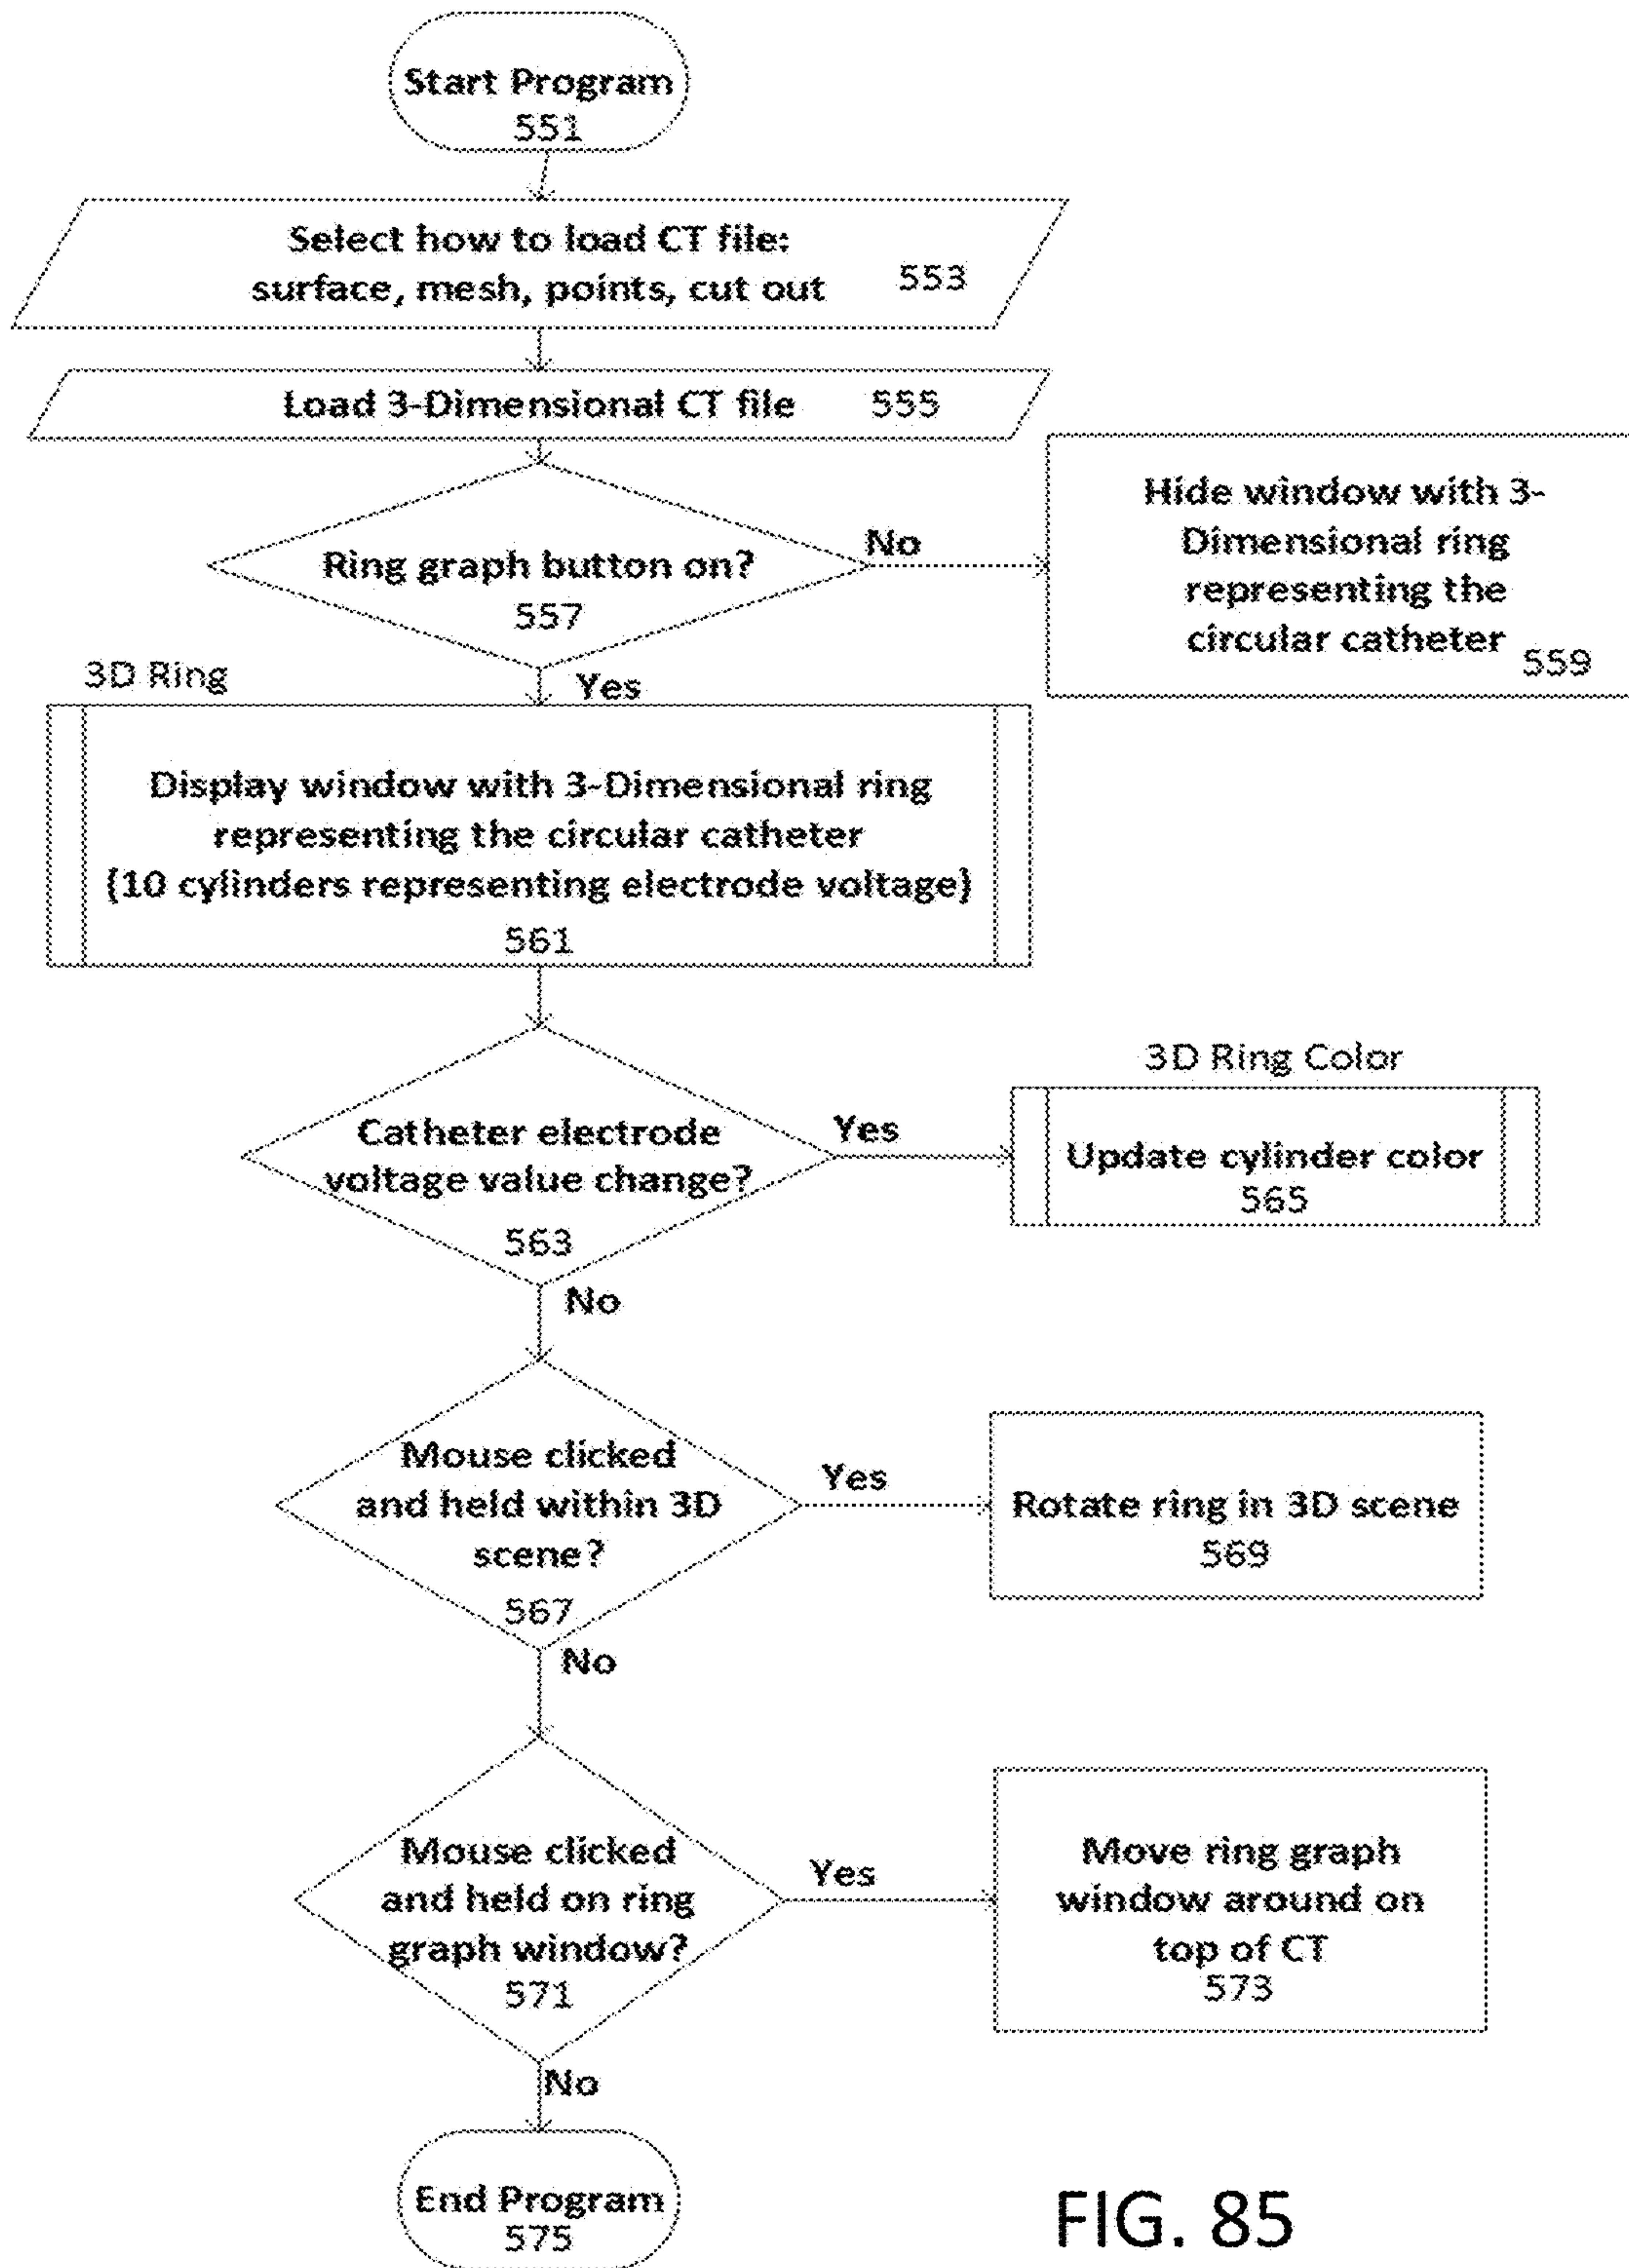 Start Program
551
Select how to load CT file:
surface, mesh, points, cut out
553
Load 3-Dimensional CT file 555
Ring graph button on?
557
No
Hide window with 3-
Dimensional ring
representing the
circular catheter
559
Yes
3D Ring
Display window with 3-Dimensional ring
representing the circular catheter
(10 cylinders representing electrode voltage)
561
Catheter electrode
voltage value change?
563
Yes
3D Ring Color
Update cylinder color
565
No
Mouse clicked
and held within 3D
scene?
567
Yes
Rotate ring in 3D scene
569
No
Mouse clicked
and held on ring
graph window?
571
Yes
Move ring graph
window around on
top of CT
573
No
End Program
575
FIG. 85